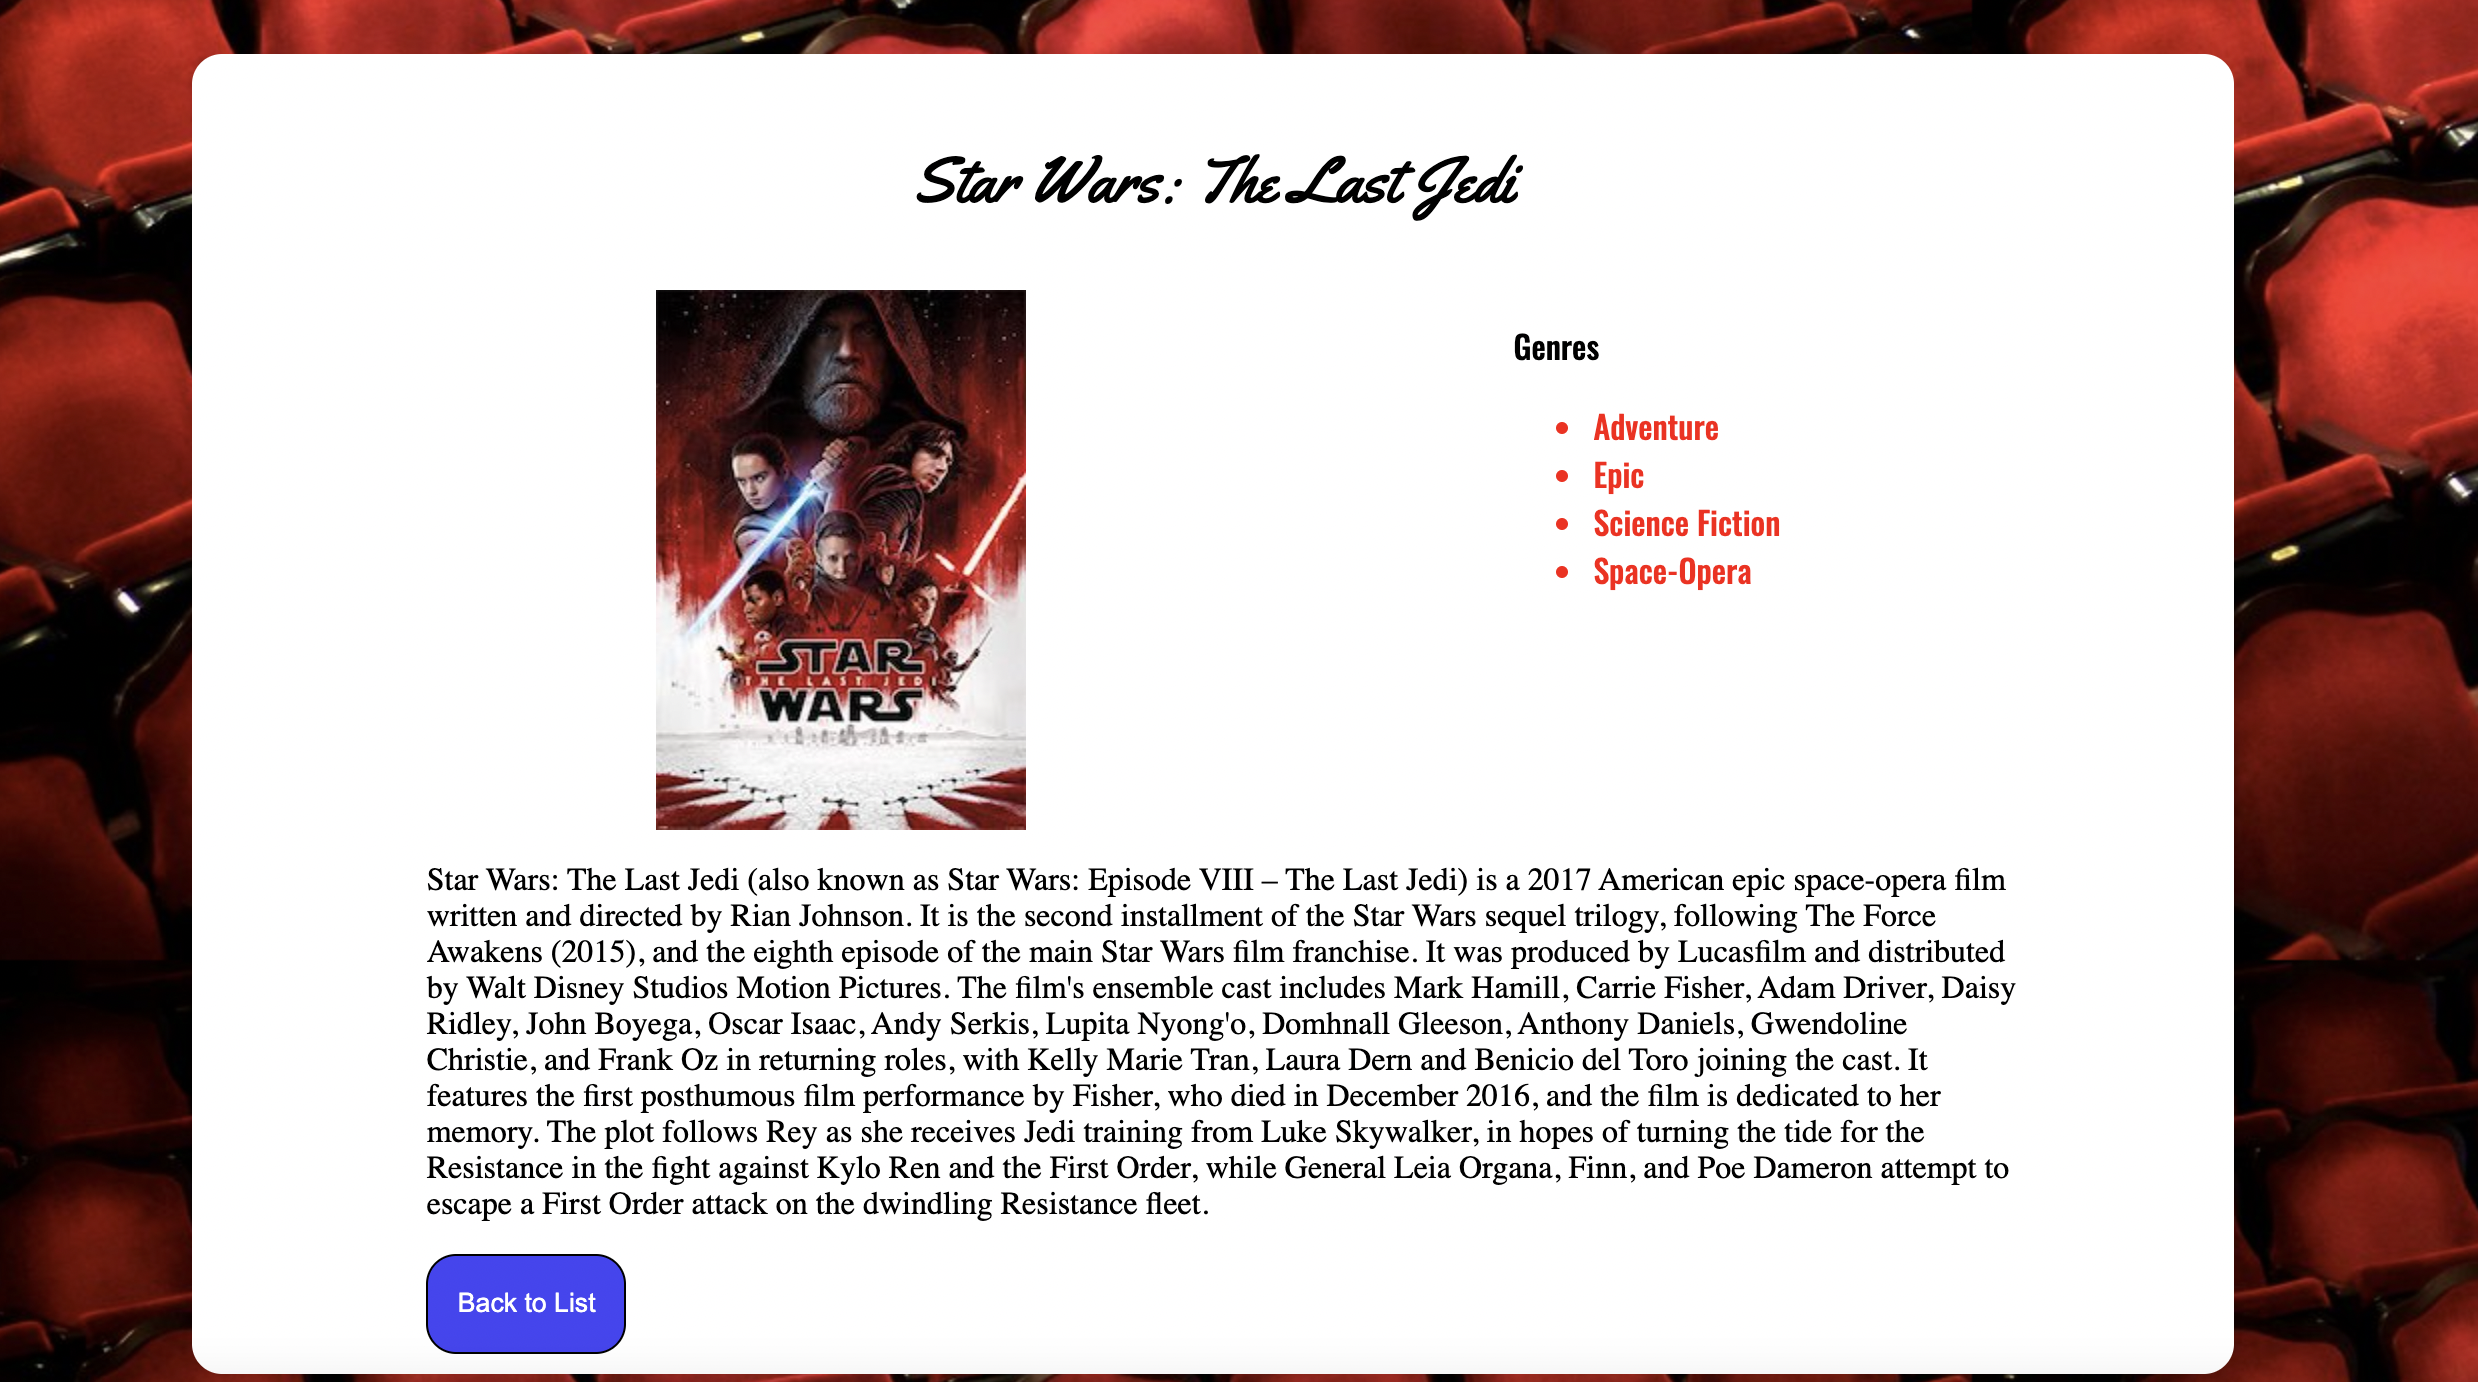 Star Wars: The Last Jedi
STAR
THE LAST JEDI
WARS
Genres
Adventure
Epic
Science Fiction
Space-Opera
Star Wars: The Last Jedi (also known as Star Wars: Episode VIII – The Last Jedi) is a 2017 American epic space-opera film
written and directed by Rian Johnson. It is the second installment of the Star Wars sequel trilogy, following The Force
Awakens (2015), and the eighth episode of the main Star Wars film franchise. It was produced by Lucasfilm and distributed
by Walt Disney Studios Motion Pictures. The film's ensemble cast includes Mark Hamill, Carrie Fisher, Adam Driver, Daisy
Ridley, John Boyega, Oscar Isaac, Andy Serkis, Lupita Nyong'o, Domhnall Gleeson, Anthony Daniels, Gwendoline
Christie, and Frank Oz in returning roles, with Kelly Marie Tran, Laura Dern and Benicio del Toro joining the cast. It
features the first posthumous film performance by Fisher, who died in December 2016, and the film is dedicated to her
memory. The plot follows Rey as she receives Jedi training from Luke Skywalker, in hopes of turning the tide for the
Resistance in the fight against Kylo Ren and the First Order, while General Leia Organa, Finn, and Poe Dameron attempt to
escape a First Order attack on the dwindling Resistance fleet.
Back to List